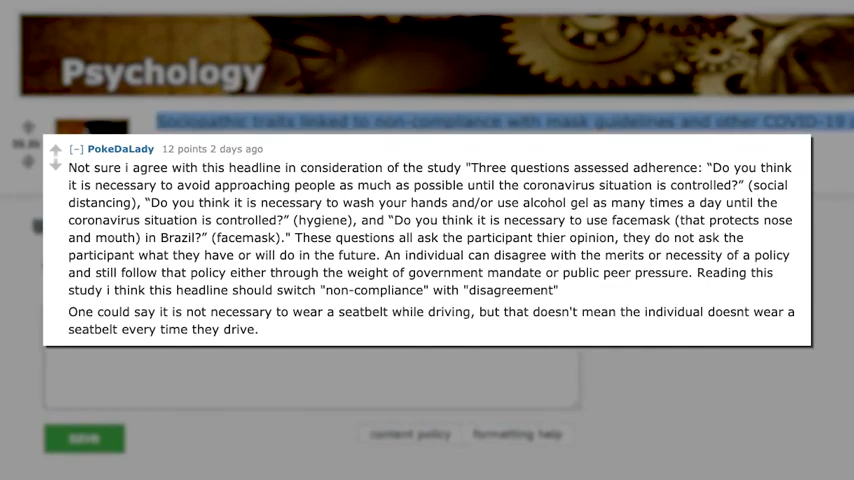 Psychology
Sociopathic traits linked to non-compliance with mask guidelines and other COVID-19
[–] PokeDaLady 12 points 2 days ago
Not sure i agree with this headline in consideration of the study "Three questions assessed adherence: “Do you think
it is necessary to avoid approaching people as much as possible until the coronavirus situation is controlled?” (social
distancing), “Do you think it is necessary to wash your hands and/or use alcohol gel as many times a day until the
coronavirus situation is controlled?” (hygiene), and “Do you think it is necessary to use facemask (that protects nose
and mouth) in Brazil?” (facemask)." These questions all ask the participant thier opinion, they do not ask the
participant what they have or will do in the future. An individual can disagree with the merits or necessity of a policy
and still follow that policy either through the weight of government mandate or public peer pressure. Reading this
study i think this headline should switch "non-compliance" with "disagreement"
One could say it is not necessary to wear a seatbelt while driving, but that doesn't mean the individual doesnt wear a
seatbelt every time they drive.
save
content policy formatting help